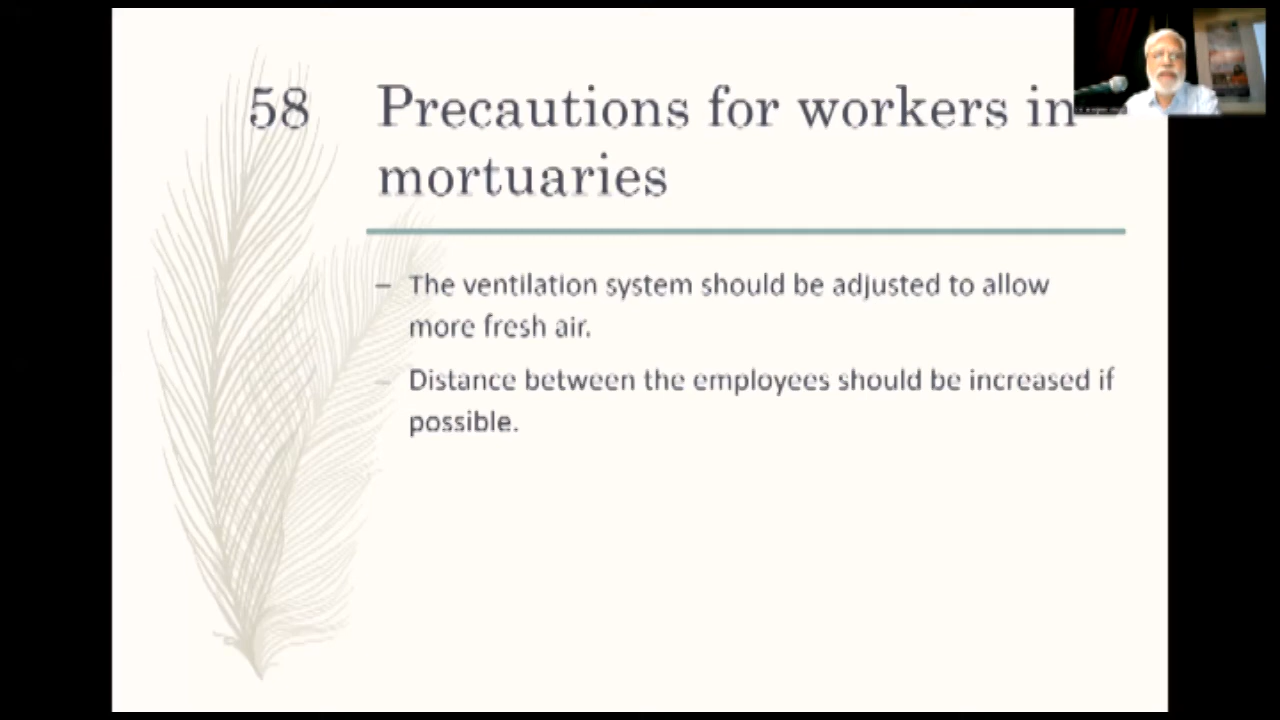 58
Precautions for workers in
mortuaries
– The ventilation system should be adjusted to allow
more fresh air.
– Distance between the employees should be increased if
possible.